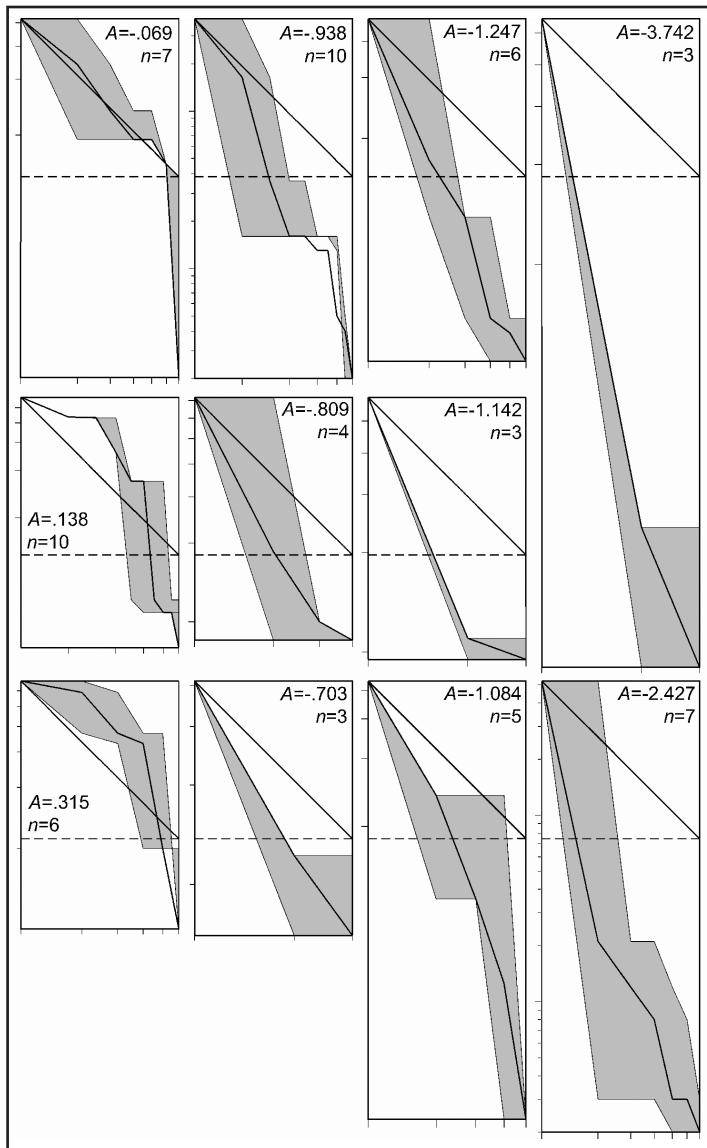 A=-.069
n=7
A=-.938
n=10
A=-1.247
n=6
A=-3.742
n=3
A=.138
n=10
A=-.809
n=4
A=-1.142
n=3
A=.315
n=6
A=-.703
n=3
A=-1.084
n=5
A=-2.427
n=7